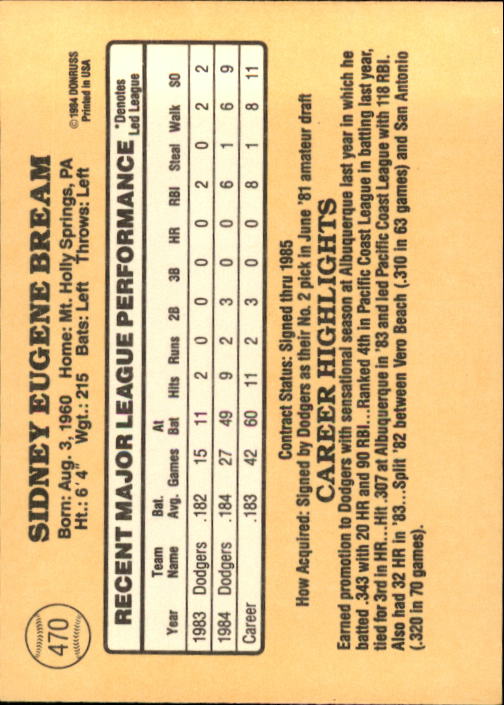 470
SIDNEY EUGENE BREAM
Born: Aug. 3, 1960 Home: Mt. Holly Springs, PA
Ht.: 6'4" Wgt.: 215 Bats: Left Throws: Left
©1984 DONRUSS
Printed in USA
RECENT MAJOR LEAGUE PERFORMANCE
*Denotes
Led League
Year Team Name Bat. Avg. Games At Bat Hits Runs 2B 3B HR RBI Steal Walk SO
1983 Dodgers .182 15 11 2 0 0 0 0 2 0 2 2
1984 Dodgers .184 27 49 9 2 3 0 0 6 1 6 9
Career .183 42 60 11 2 3 0 0 8 1 8 11
Contract Status: Signed thru 1985
How Acquired: Signed by Dodgers as their No. 2 pick in June '81 amateur draft
CAREER HIGHLIGHTS
Earned promotion to Dodgers with sensational season at Albuquerque last year in which he
batted .343 with 20 HR and 90 RBI...Ranked 4th in Pacific Coast League in batting last year,
tied for 3rd in HR...Hit .307 at Albuquerque in '83 and led Pacific Coast League with 118 RBI.
Also had 32 HR in '83...Split '82 between Vero Beach (.310 in 63 games) and San Antonio
(.320 in 70 games).